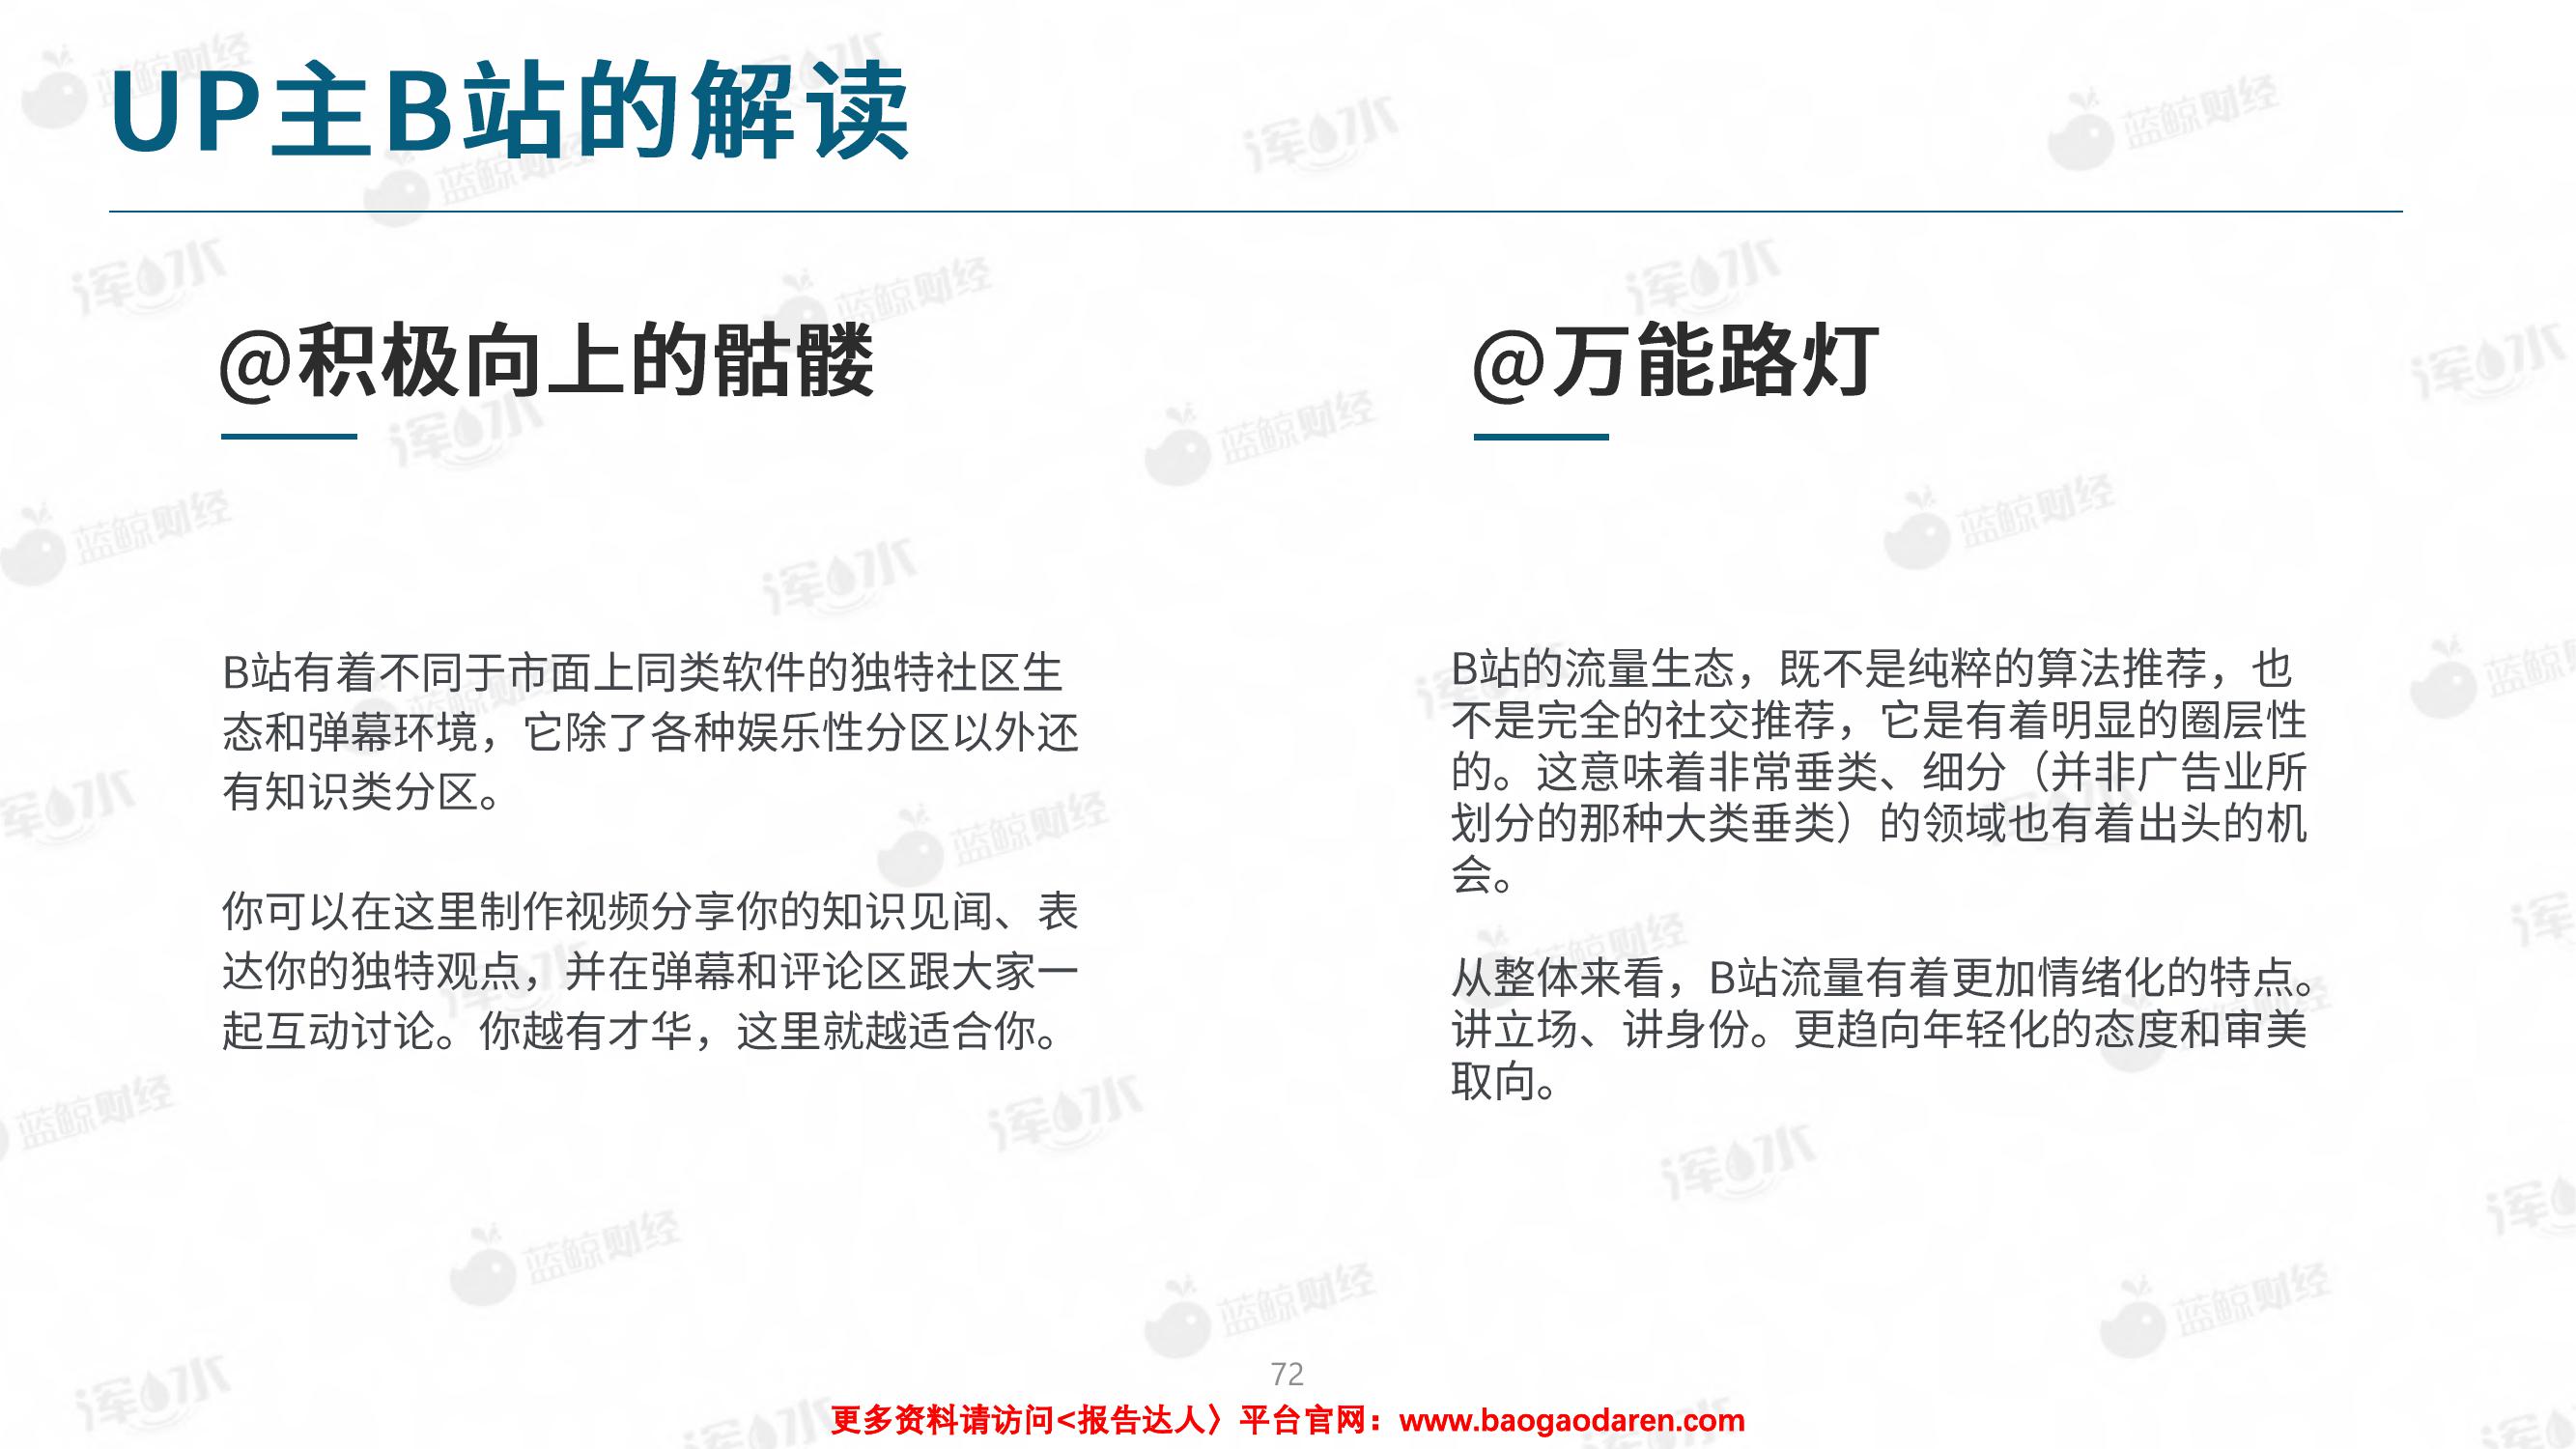 UP主B站的解读
@积极向上的骷髅
B站有着不同于市面上同类软件的独特社区生
态和弹幕环境，它除了各种娱乐性分区以外还
有知识类分区。
你可以在这里制作视频分享你的知识见闻、表
达你的独特观点，并在弹幕和评论区跟大家一
起互动讨论。你越有才华，这里就越适合你。
@万能路灯
B站的流量生态，既不是纯粹的算法推荐，也
不是完全的社交推荐，它是有着明显的圈层性
的。这意味着非常垂类、细分（并非广告业所
划分的那种大类垂类）的领域也有着出头的机
会。
从整体来看，B站流量有着更加情绪化的特点。
讲立场、讲身份。更趋向年轻化的态度和审美
取向。
72
更多资料请访问<报告达人〉平台官网：www.baogaodaren.com
蓝鲸财经
浑水